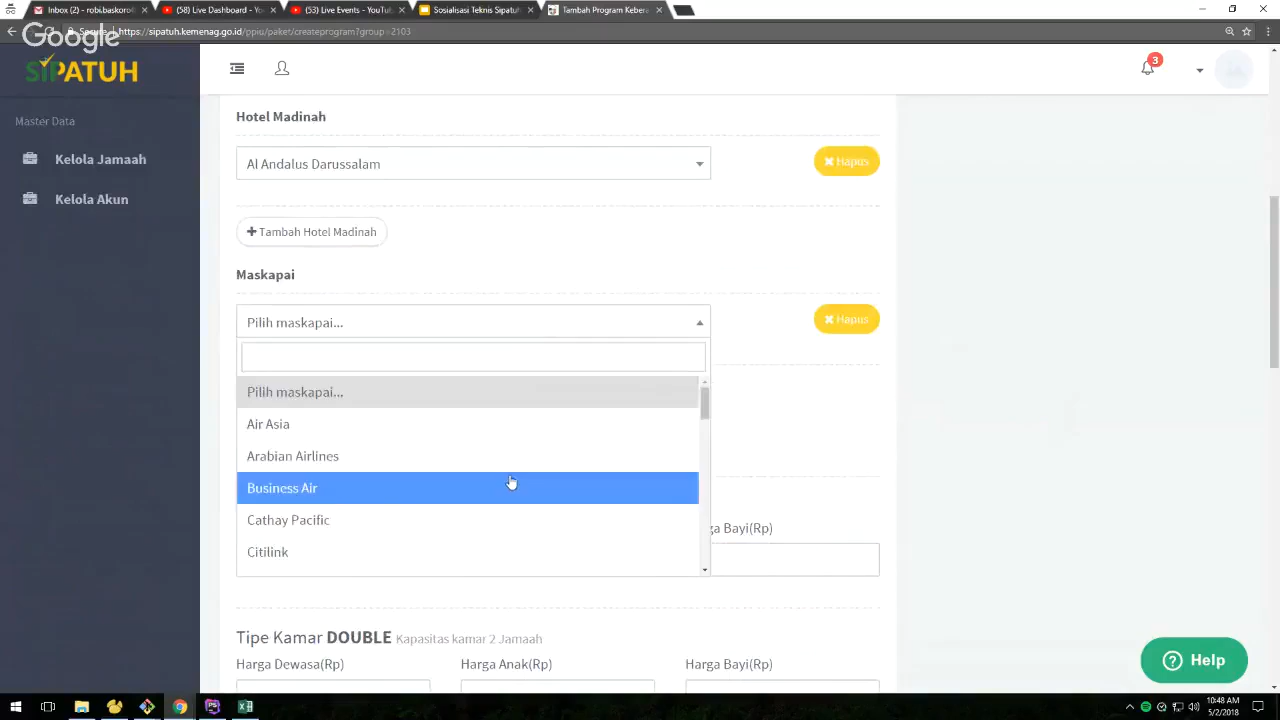 Inbox (2) - rob.baskoro@
(58) Live Dashboard - You
(53) Live Events - YouTube
Sosialisasi Teknis Sipatuh
Tambah Program Kebera
Google
https://sipatuh.kemenag.go.id/ppiu/paket/createprogram?group=2103
SIPATUH
3
Master Data
Kelola Jamaah
Kelola Akun
Hotel Madinah
Al Andalus Darussalam
Hapus
Tambah Hotel Madinah
Maskapai
Pilih maskapai...
Hapus
Pilih maskapai...
Air Asia
Arabian Airlines
Business Air
Cathay Pacific
Citilink
ga Bayi(Rp)
Tipe Kamar DOUBLE Kapasitas kamar 2 Jamaah
Harga Dewasa(Rp) Harga Anak(Rp) Harga Bayi(Rp)
Help
10:48 AM
5/2/2018